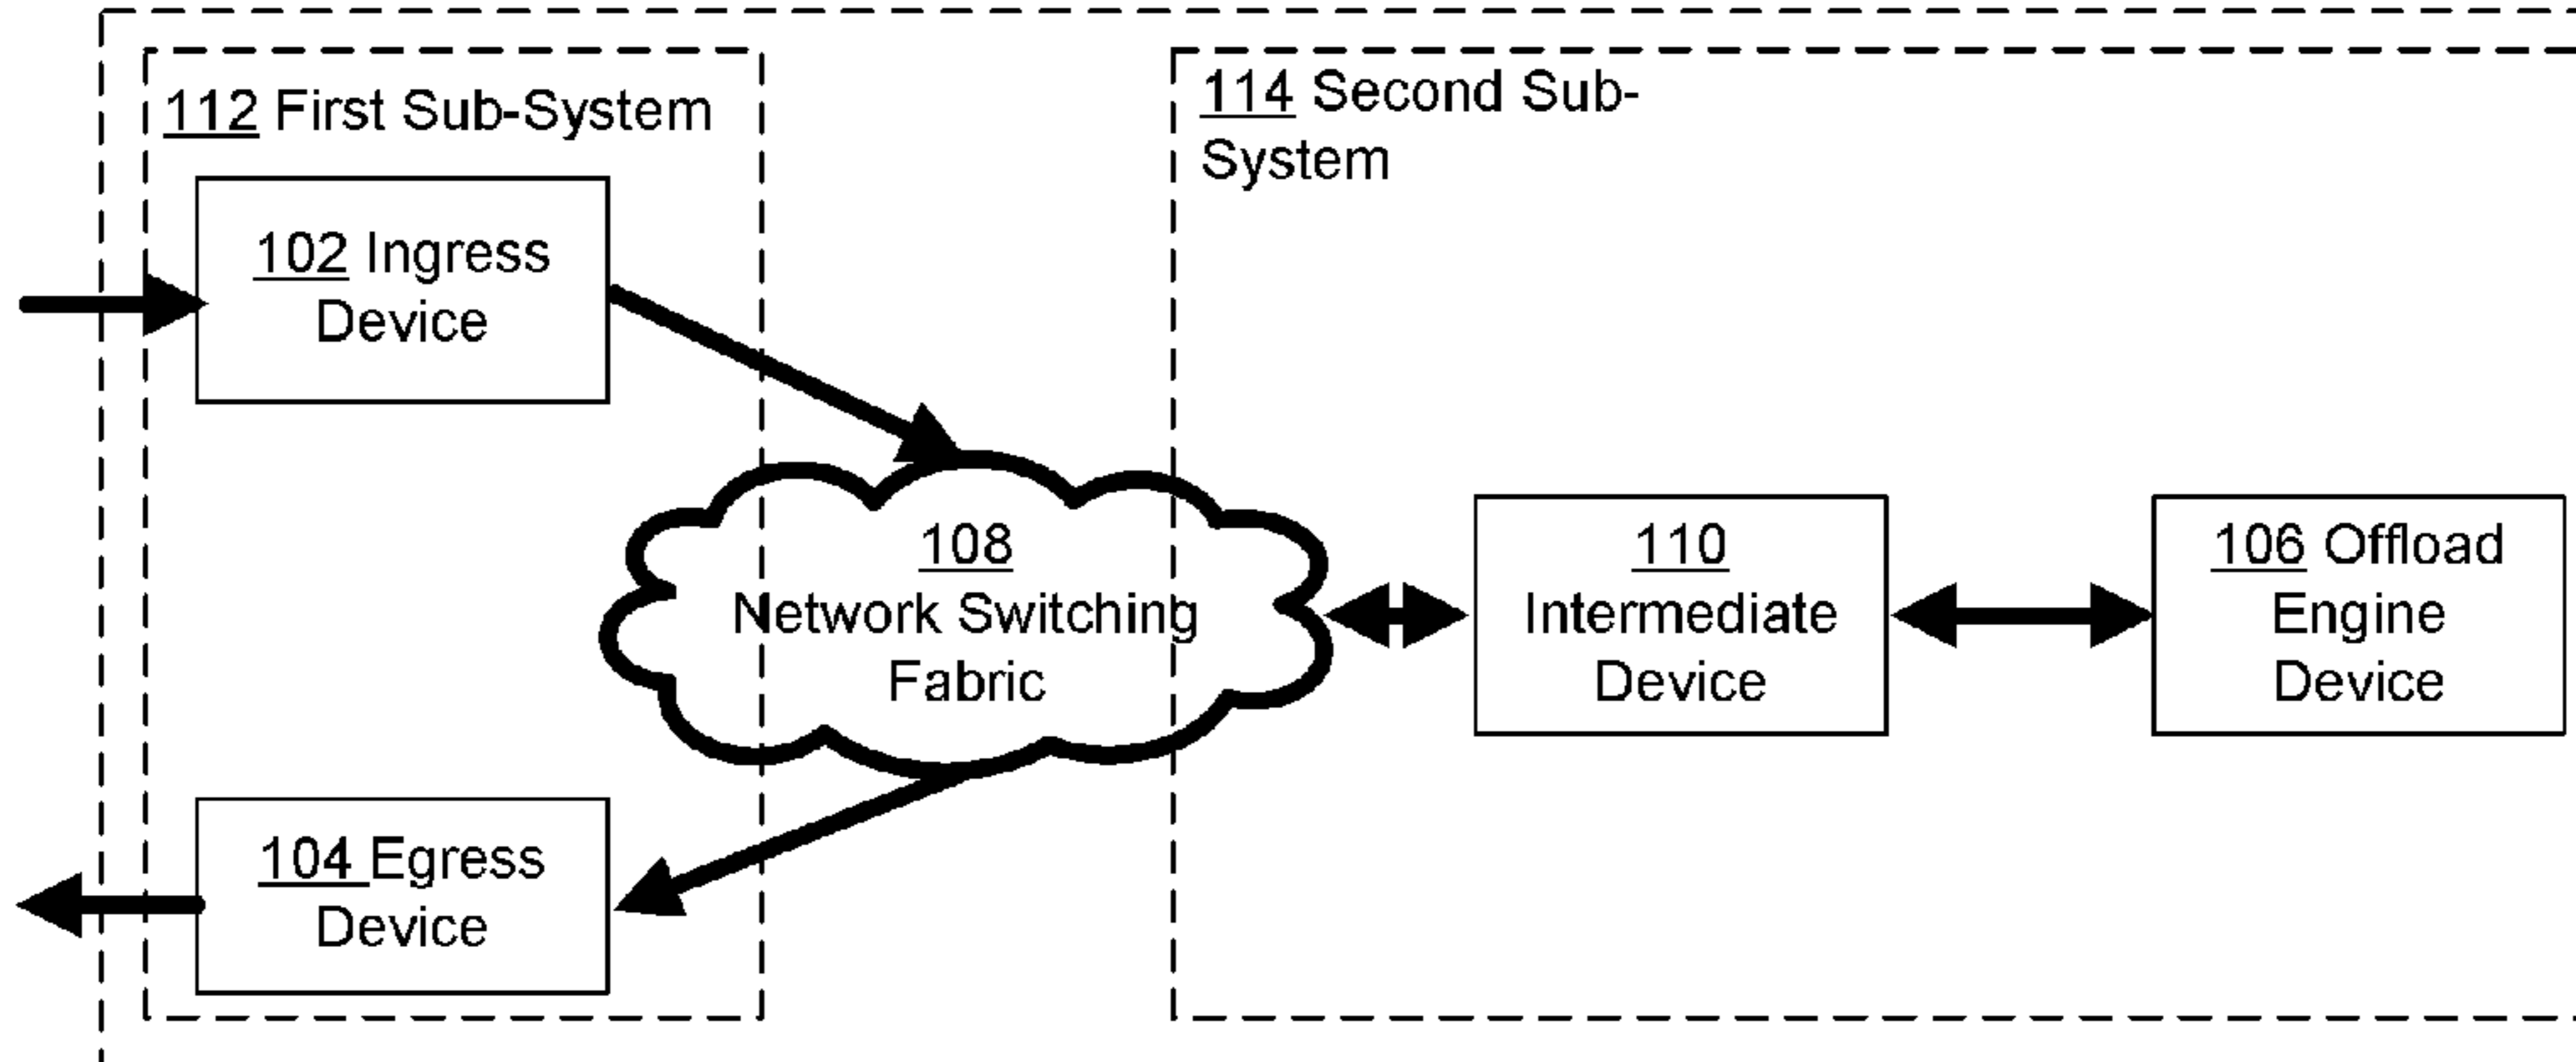 112 First Sub-System
114 Second Sub-
System
102 Ingress
Device
108
Network Switching
Fabric
110
Intermediate
Device
106 Offload
Engine
Device
104 Egress
Device